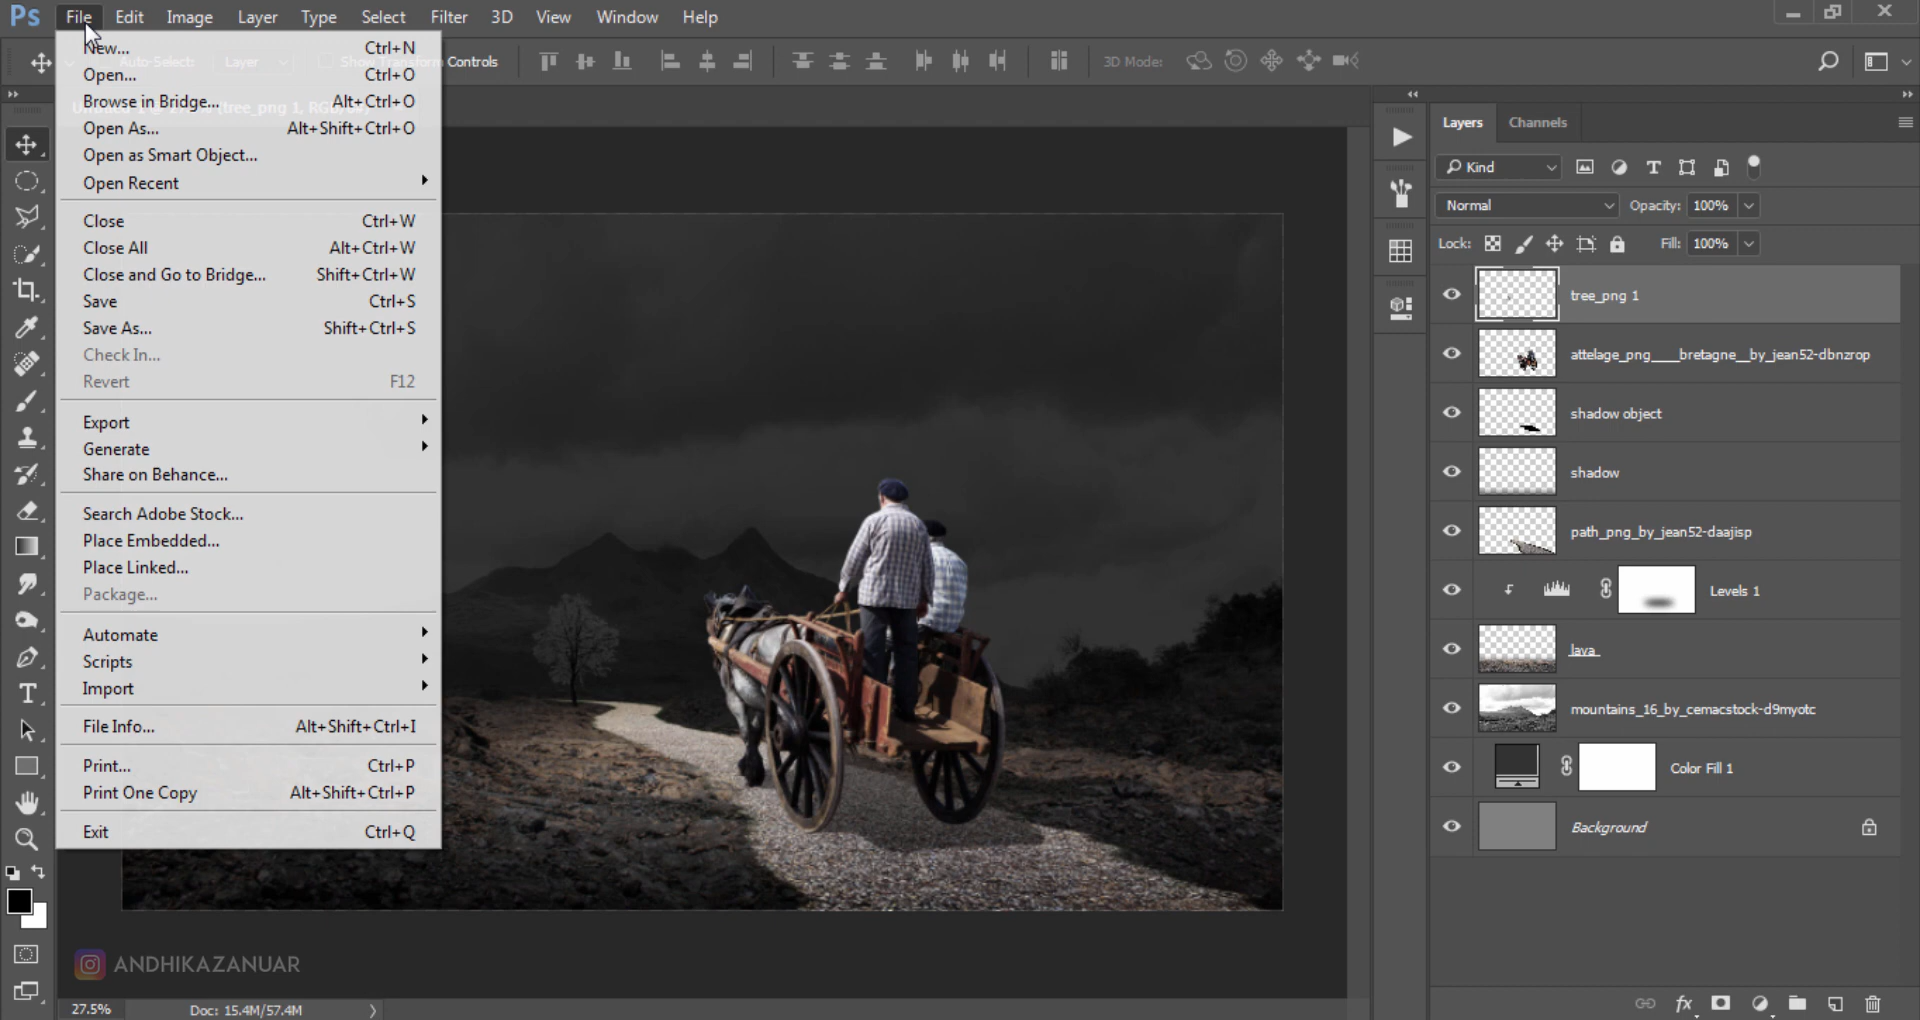 Ps File Edit Image Layer Type Select Filter 3D View Window Help
New... Ctrl+N
Auto-Select: Layer Show Transform Controls 3D Mode:
Open... Ctrl+O
Browse in Bridge... Alt+Ctrl+O
(tree_png 1,
Open As... Alt+Shift+Ctrl+O
Open as Smart Object...
Open Recent
Close Ctrl+W
Close All Alt+Ctrl+W
Close and Go to Bridge... Shift+Ctrl+W
Save Ctrl+S
Save As... Shift+Ctrl+S
Check In...
Revert F12
Export
Generate
Share on Behance...
Search Adobe Stock...
Place Embedded...
Place Linked...
Package...
Automate
Scripts
Import
File Info... Alt+Shift+Ctrl+I
Print... Ctrl+P
Print One Copy Alt+Shift+Ctrl+P
Exit Ctrl+Q
ANDHIKAZANUAR
27.5% Doc: 15.4M/57.4M
Layers Channels
Kind
Normal Opacity: 100%
Lock: Fill: 100%
tree_png 1
attelage_png____bretagne__by_jean52-dbnzrop
shadow object
shadow
path_png_by_jean52-daajisp
Levels 1
lava
mountains_16_by_cemacstock-d9myotc
Color Fill 1
Background
fx